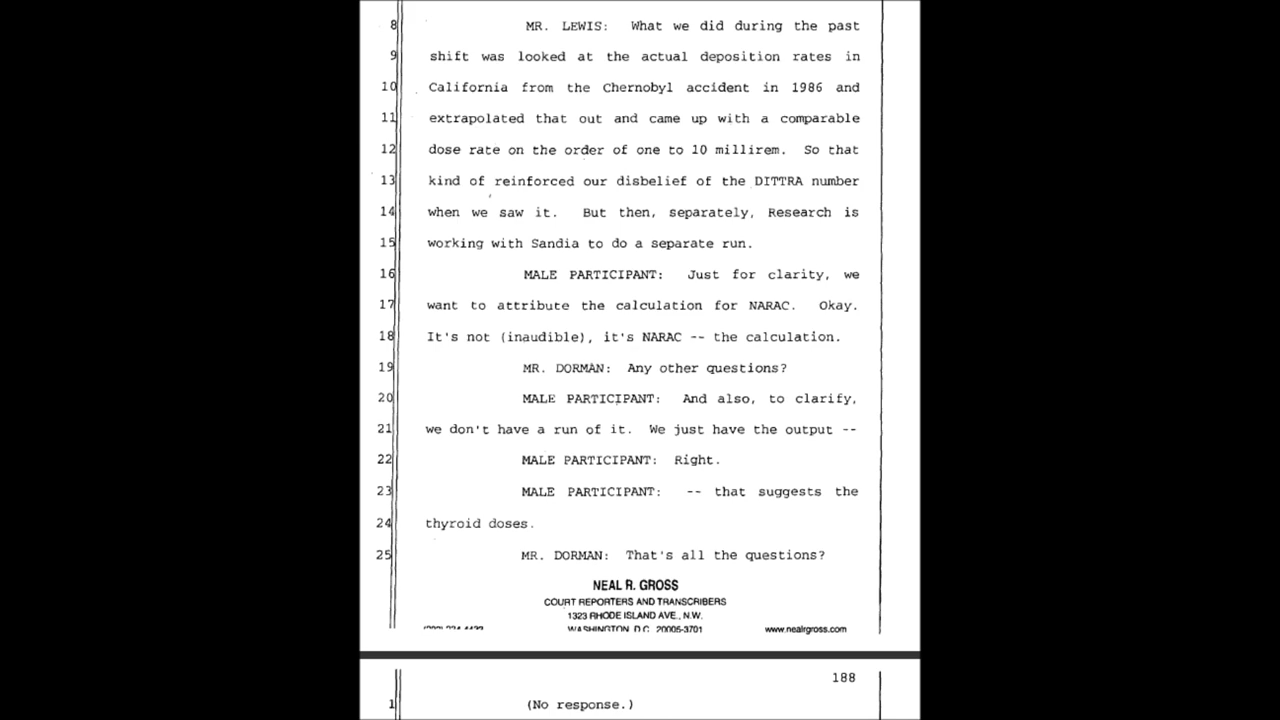 8 MR. LEWIS: What we did during the past
9 shift was looked at the actual deposition rates in
10 California from the Chernobyl accident in 1986 and
11 extrapolated that out and came up with a comparable
12 dose rate on the order of one to 10 millirem. So that
13 kind of reinforced our disbelief of the DITTRA number
14 when we saw it. But then, separately, Research is
15 working with Sandia to do a separate run.
16 MALE PARTICIPANT: Just for clarity, we
17 want to attribute the calculation for NARAC. Okay.
18 It's not (inaudible), it's NARAC -- the calculation.
19 MR. DORMAN: Any other questions?
20 MALE PARTICIPANT: And also, to clarify,
21 we don't have a run of it. We just have the output --
22 MALE PARTICIPANT: Right.
23 MALE PARTICIPANT: -- that suggests the
24 thyroid doses.
25 MR. DORMAN: That's all the questions?
NEAL R. GROSS
COURT REPORTERS AND TRANSCRIBERS
1323 RHODE ISLAND AVE., N.W.
WASHINGTON, D.C. 20005-3701 www.nealrgross.com
188
1 (No response.)